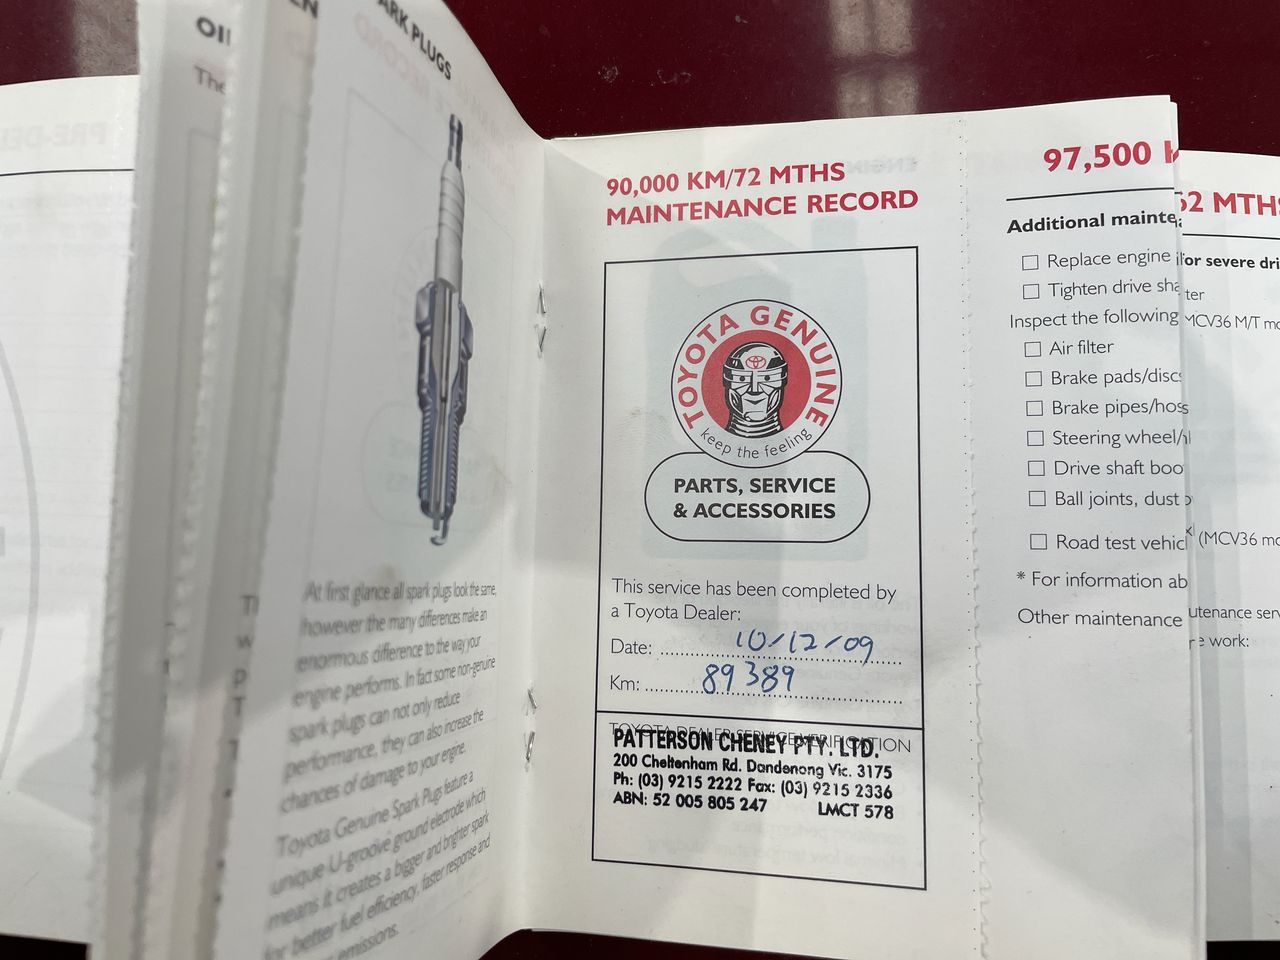 OIL
The
ARK PLUGS
At first glance all spark plugs look the same,
however the many differences make an
enormous difference to the way your
engine performs. In fact some non-genuine
spark plugs can not only reduce
performance, they can also increase the
chances of damage to your engine.
Toyota Genuine Spark Plugs feature a
unique U-groove ground electrode which
means it creates a bigger and brighter spark
for better fuel efficiency, faster response and
emissions.
90,000 KM/72 MTHS
MAINTENANCE RECORD
TOYOTA GENUINE
keep the feeling
PARTS, SERVICE
& ACCESSORIES
This service has been completed by
a Toyota Dealer:
Date: 10/12/09
Km: 89389
TOYOTA DEALER SERVICE VERIFICATION
PATTERSON CHENEY PTY. LTD.
200 Cheltenham Rd. Dandenong Vic. 3175
Ph: (03) 9215 2222 Fax: (03) 9215 2336
ABN: 52 005 805 247 LMCT 578
97,500
Additional mainte
Replace engine
Tighten drive sha
Inspect the following
Air filter
Brake pads/discs
Brake pipes/hos
Steering wheel/
Drive shaft boo
Ball joints, dust
Road test vehicl
* For information ab
Other maintenance
52 MTHS
for severe dri
ter
MCV36 M/T mo
(MCV36 mo
utenance serv
e work: